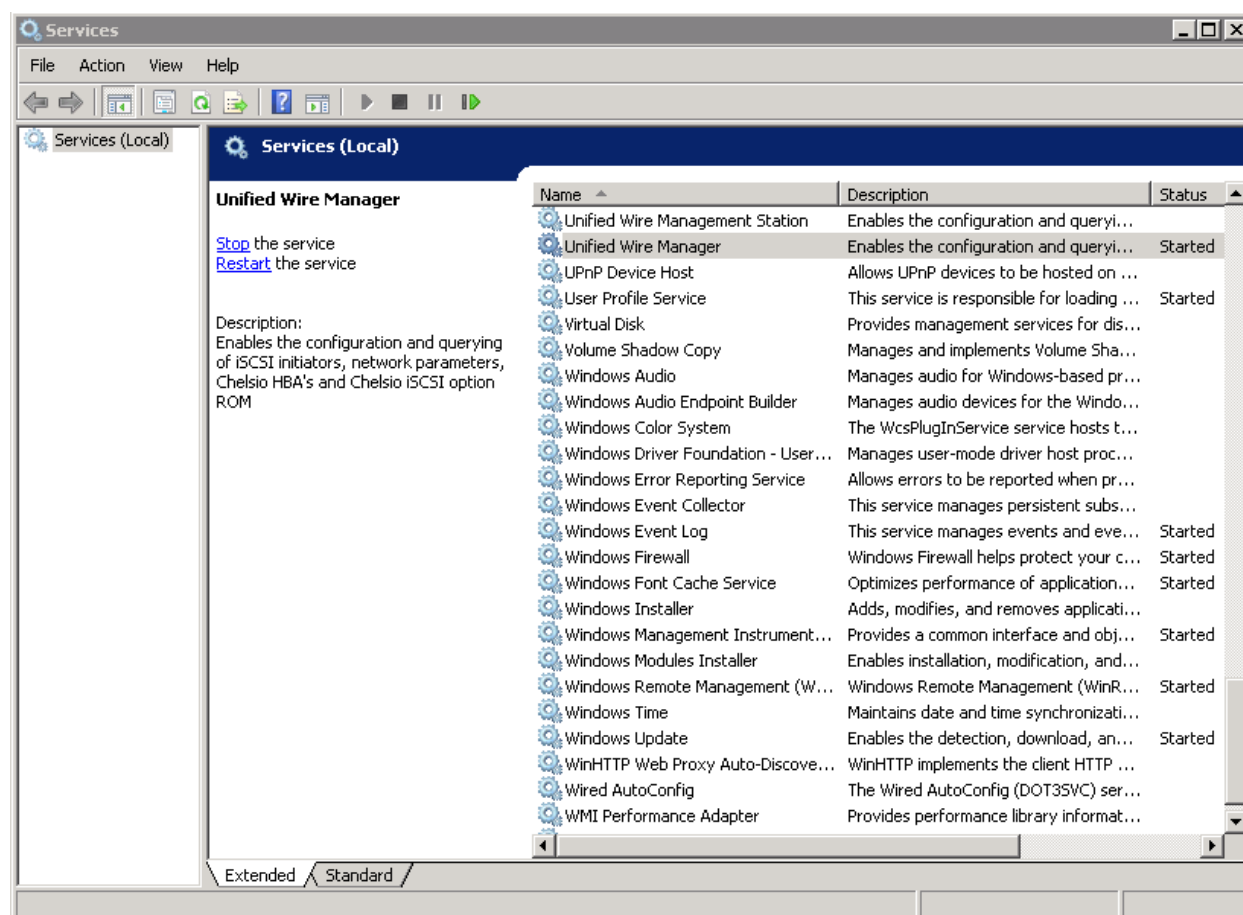 Services
File Action View Help
Services (Local)
Services (Local)
Unified Wire Manager
Stop the service
Restart the service
Description:
Enables the configuration and querying
of iSCSI initiators, network parameters,
Chelsio HBA's and Chelsio iSCSI option
ROM
Name Description Status
Unified Wire Management Station Enables the configuration and queryi...
Unified Wire Manager Enables the configuration and queryi... Started
UPnP Device Host Allows UPnP devices to be hosted on ...
User Profile Service This service is responsible for loading ... Started
Virtual Disk Provides management services for dis...
Volume Shadow Copy Manages and implements Volume Sha...
Windows Audio Manages audio for Windows-based pr...
Windows Audio Endpoint Builder Manages audio devices for the Windo...
Windows Color System The WcsPlugInService service hosts t...
Windows Driver Foundation - User... Manages user-mode driver host proc...
Windows Error Reporting Service Allows errors to be reported when pr...
Windows Event Collector This service manages persistent subs...
Windows Event Log This service manages events and eve... Started
Windows Firewall Windows Firewall helps protect your c... Started
Windows Font Cache Service Optimizes performance of application... Started
Windows Installer Adds, modifies, and removes applicati...
Windows Management Instrument... Provides a common interface and obj... Started
Windows Modules Installer Enables installation, modification, and...
Windows Remote Management (W... Windows Remote Management (WinR... Started
Windows Time Maintains date and time synchronizati...
Windows Update Enables the detection, download, an... Started
WinHTTP Web Proxy Auto-Discove... WinHTTP implements the client HTTP ...
Wired AutoConfig The Wired AutoConfig (DOT3SVC) ser...
WMI Performance Adapter Provides performance library informat...
Extended Standard